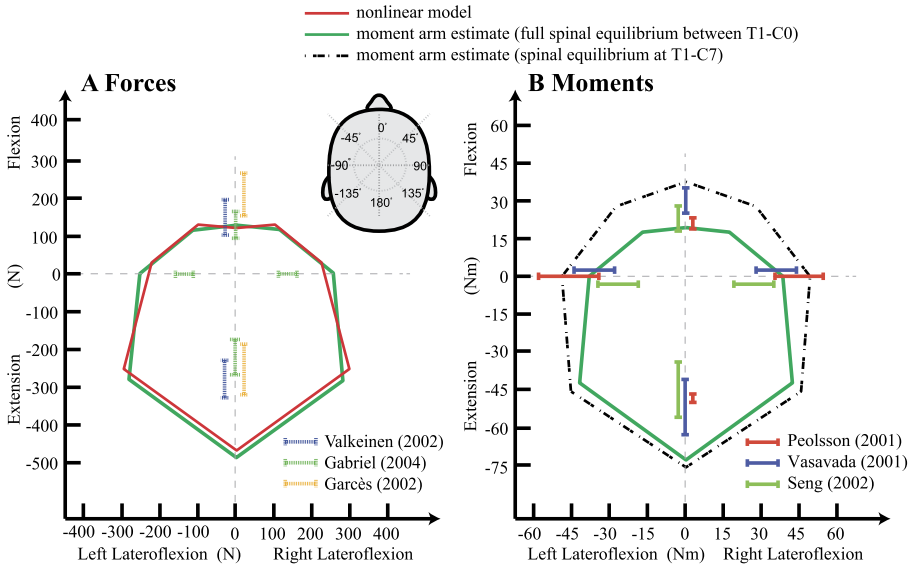 nonlinear model
moment arm estimate (full spinal equilibrium between T1-C0)
moment arm estimate (spinal equilibrium at T1-C7)
A Forces
B Moments
Flexion
(N)
Extension
400
300
200
100
0
-100
-200
-300
-400
-500
0°
-45° 45°
-90° 90°
-135° 135°
180°
Valkeinen (2002)
Gabriel (2004)
Garcès (2002)
-400 -300 -200 -100 0 100 200 300 400
Left Lateroflexion (N) Right Lateroflexion
Flexion
(Nm)
Extension
60
45
30
15
0
-15
-30
-45
-60
-75
Peolsson (2001)
Vasavada (2001)
Seng (2002)
-60 -45 -30 -15 0 15 30 45 60
Left Lateroflexion (Nm) Right Lateroflexion